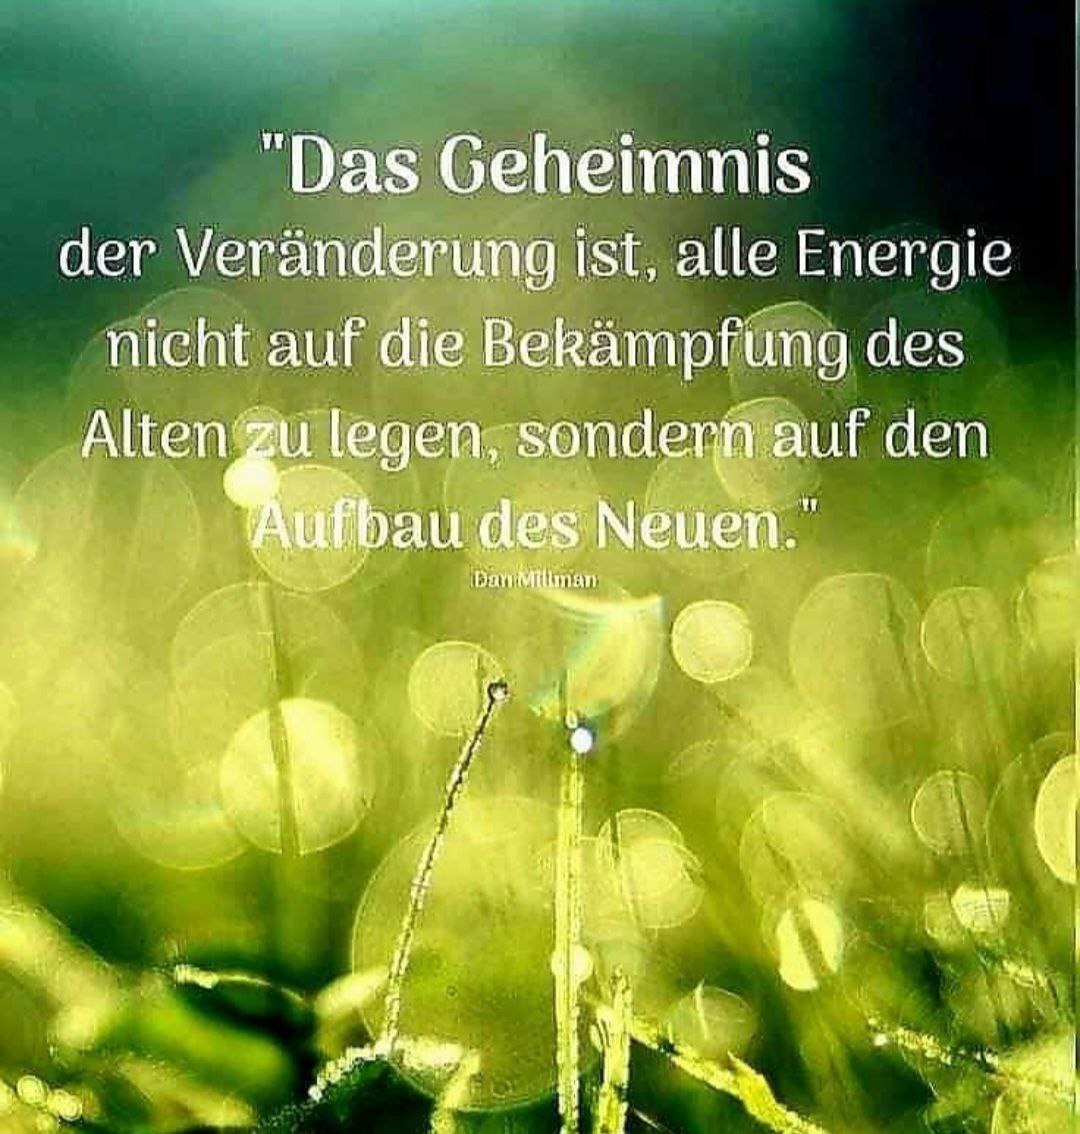 "Das Geheimnis
der Veränderung ist, alle Energie
nicht auf die Bekämpfung des
Alten zu legen, sondern auf den
Aufbau des Neuen."
Dan Millman